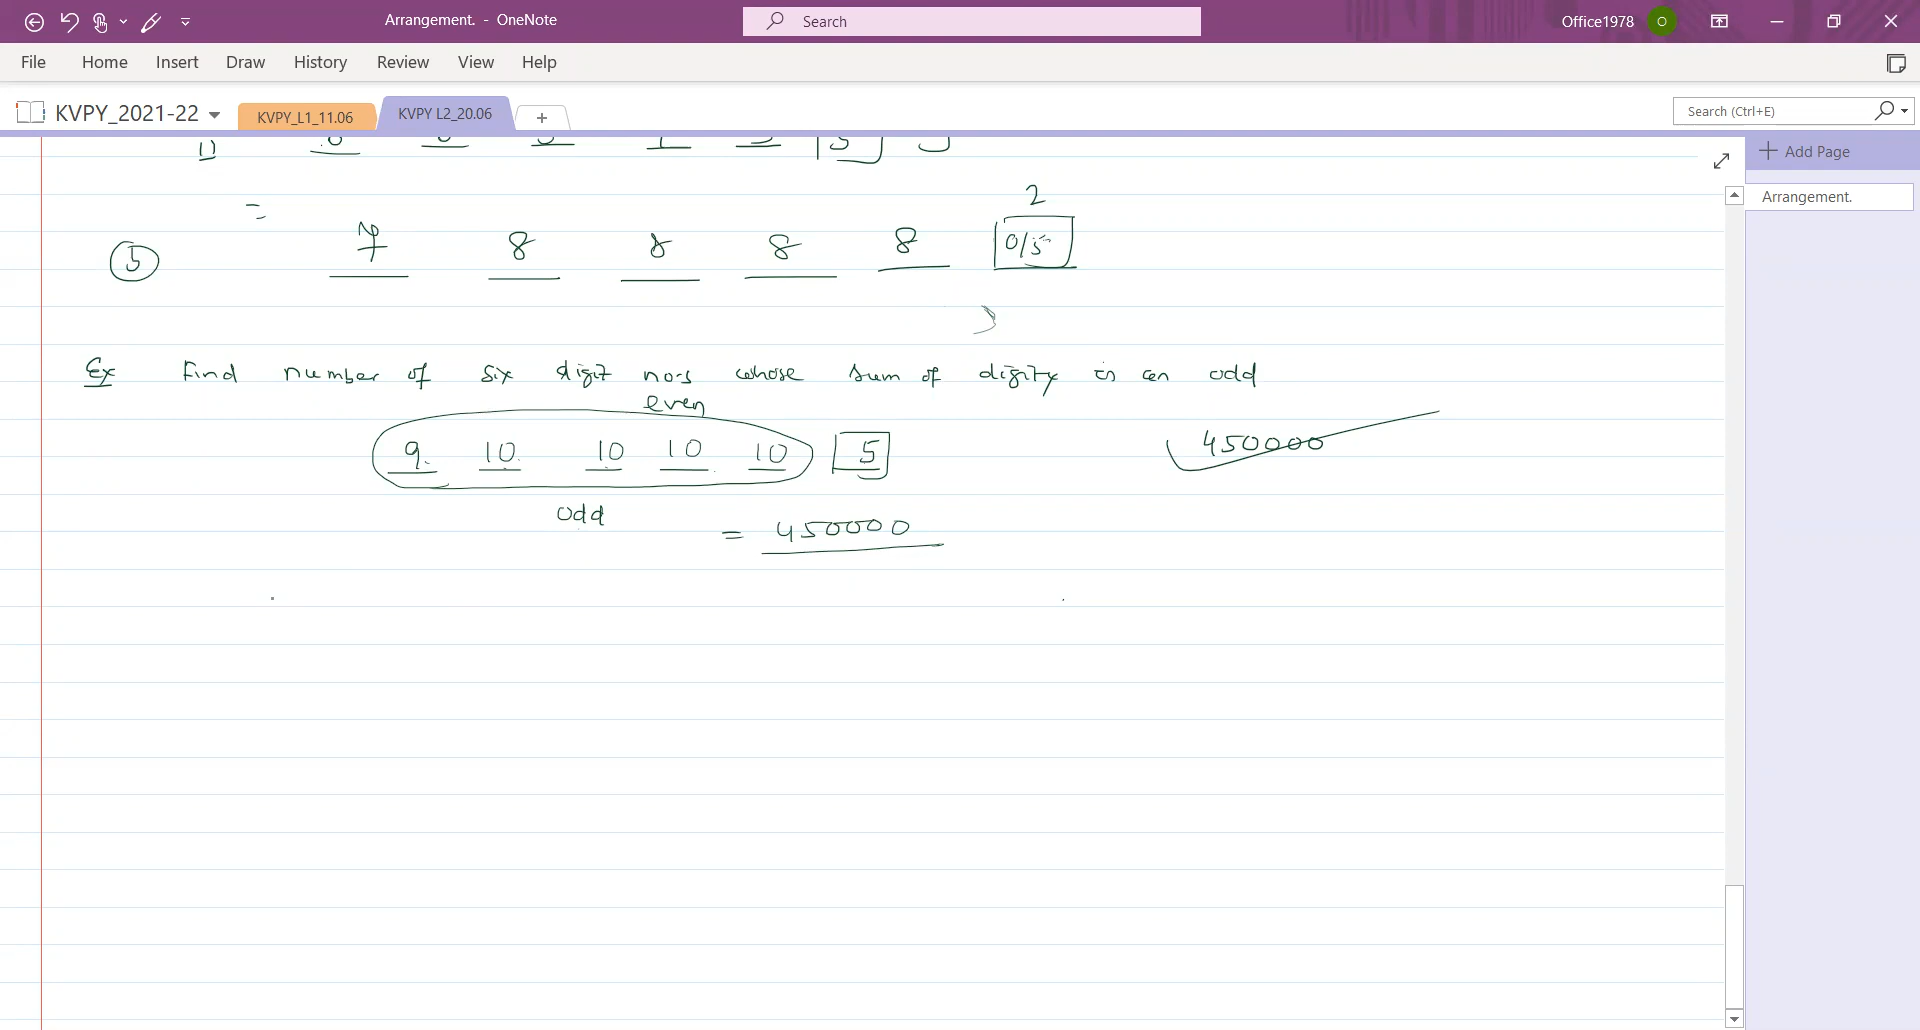 Arrangement. - OneNote
Search
Office1978
O
File Home Insert Draw History Review View Help
KVPY_2021-22
KVPY_L1_11.06
KVPY L2_20.06
+
Search (Ctrl+E)
Add Page
Arrangement.
11
=
2
5 7 8 8 8 8 0/5
Ex Find number of six digit no.s whose sum of digits is an odd
even
9 10 10 10 10 5
450000
odd
= 450000